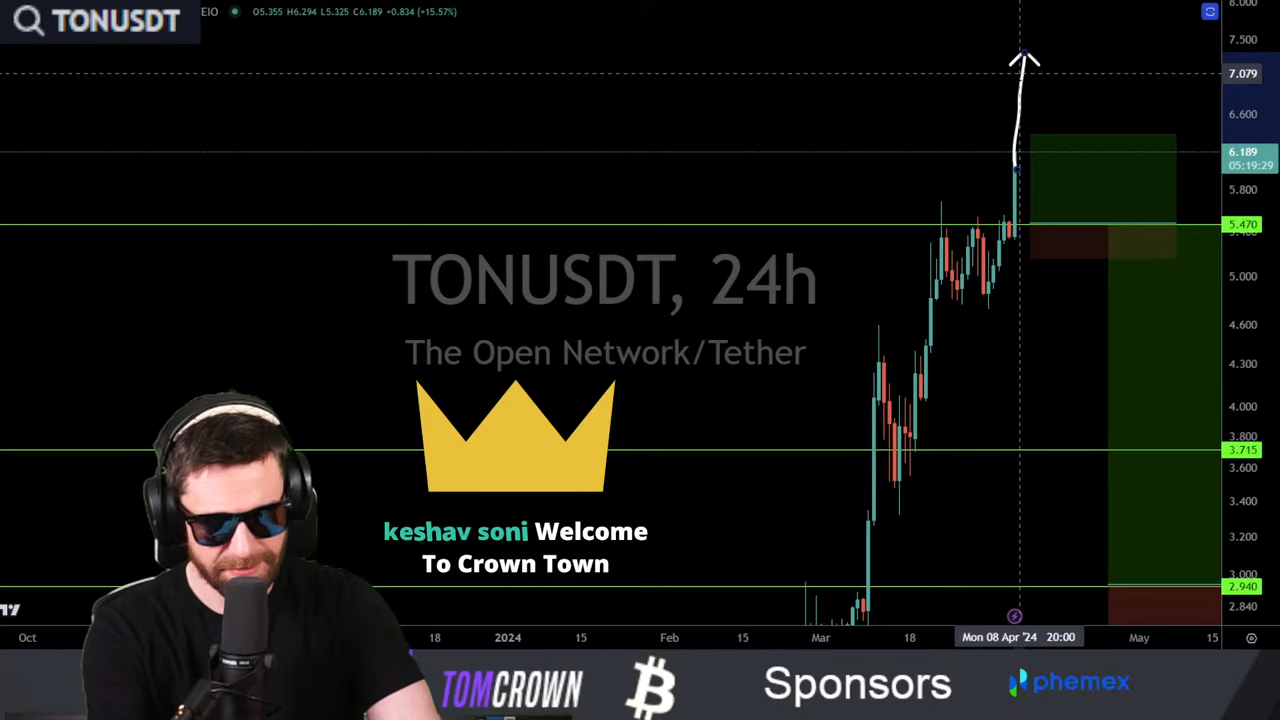 TONUSDT
EIO O5.355 H6.294 L5.325 C6.189 +0.834 (+15.57%)
8.000
7.500
7.079
6.600
6.189
05:19:29
5.800
5.470
5.000
4.600
4.300
4.000
3.800
3.715
3.600
3.400
3.200
3.000
2.940
2.840
TONUSDT, 24h
The Open Network/Tether
keshav soni Welcome
To Crown Town
Oct
18
2024
15
Feb
15
Mar
18
Mon 08 Apr '24 20:00
May
15
TOMCROWN
Sponsors
phemex